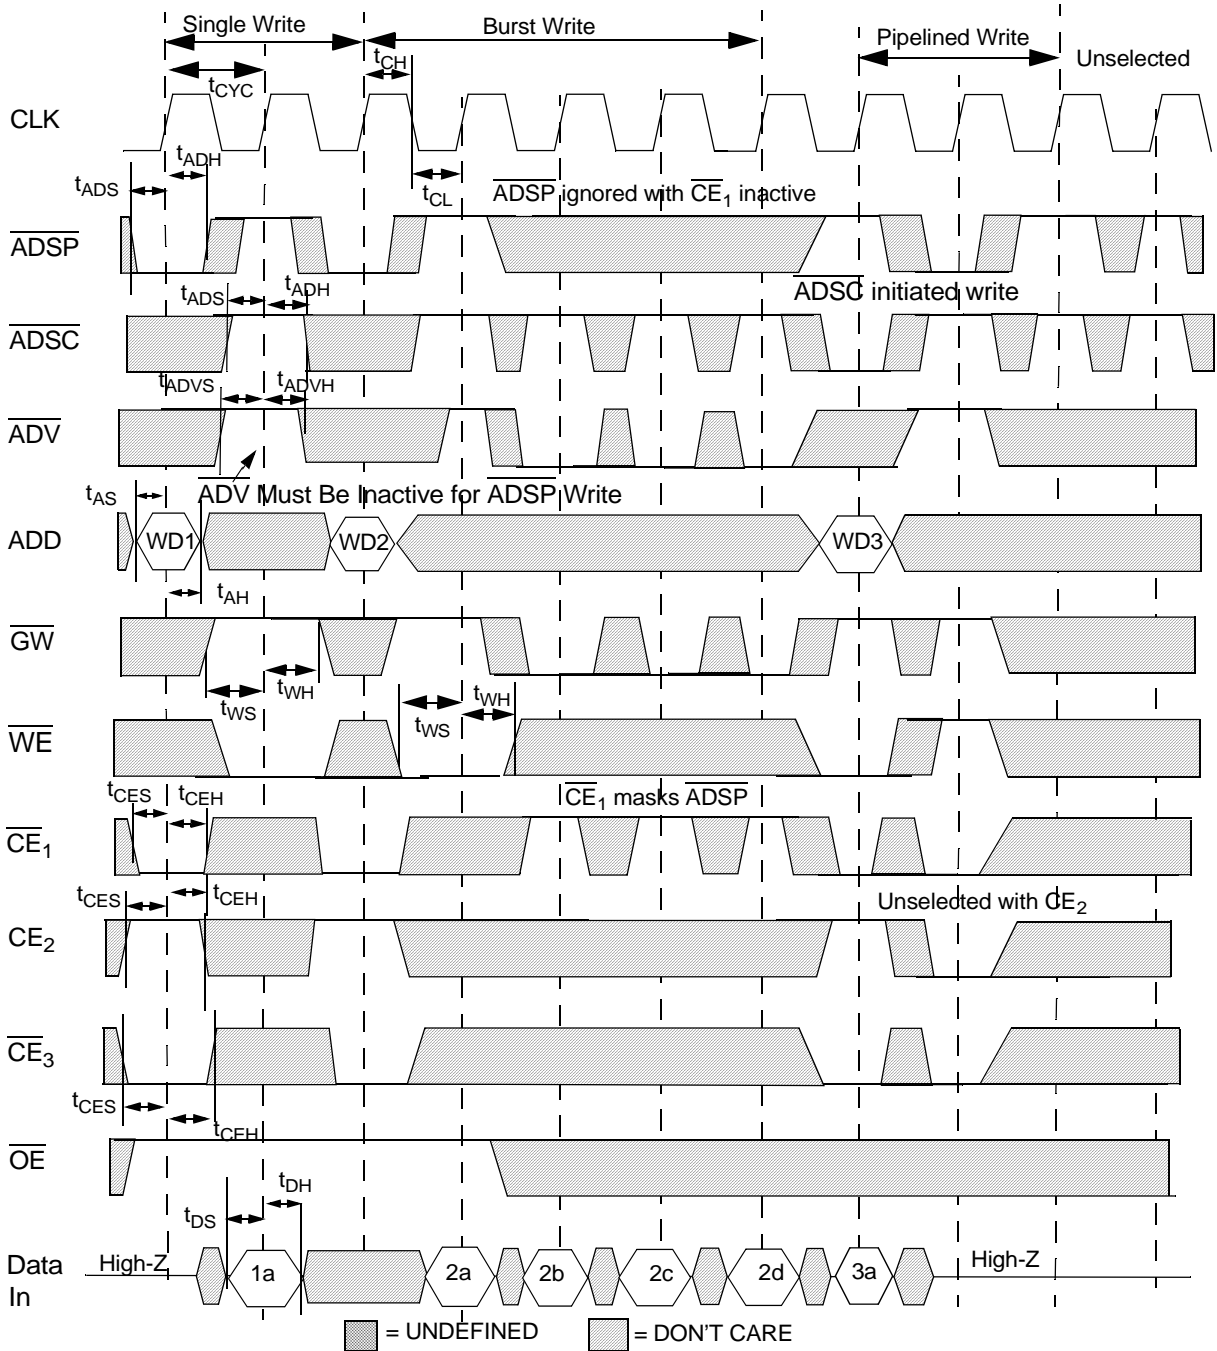 Single Write
Burst Write
Pipelined Write
Unselected
tCH
tCYC
CLK
tADH
tADS
tCL
ADSP ignored with CE1 inactive
ADSP
tADS
tADH
ADSC initiated write
ADSC
tADVS
tADVH
ADV
ADV Must Be Inactive for ADSP Write
tAS
ADD
WD1
WD2
WD3
tAH
GW
tWH
tWS
tWH
tWS
WE
tCES
tCEH
CE1 masks ADSP
CE1
tCES
tCEH
Unselected with CE2
CE2
CE3
tCES
tCEH
OE
tDH
tDS
Data
In
High-Z
1a
2a
2b
2c
2d
3a
High-Z
= UNDEFINED
= DON'T CARE